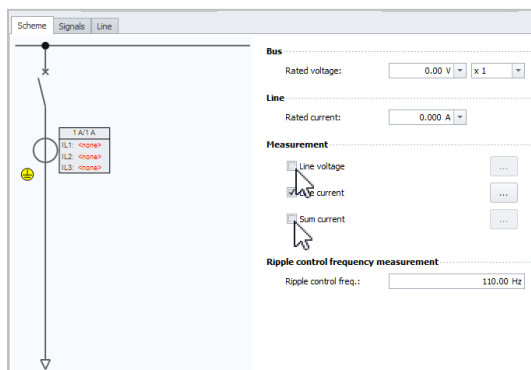 Scheme Signals Line
Bus
Rated voltage: 0.00 V x 1
Line
Rated current: 0.000 A
Measurement
Line voltage ...
current ...
Sum current ...
Ripple control frequency measurement
Ripple control freq.: 110.00 Hz
1 A/1 A
IL1: <none>
IL2: <none>
IL3: <none>